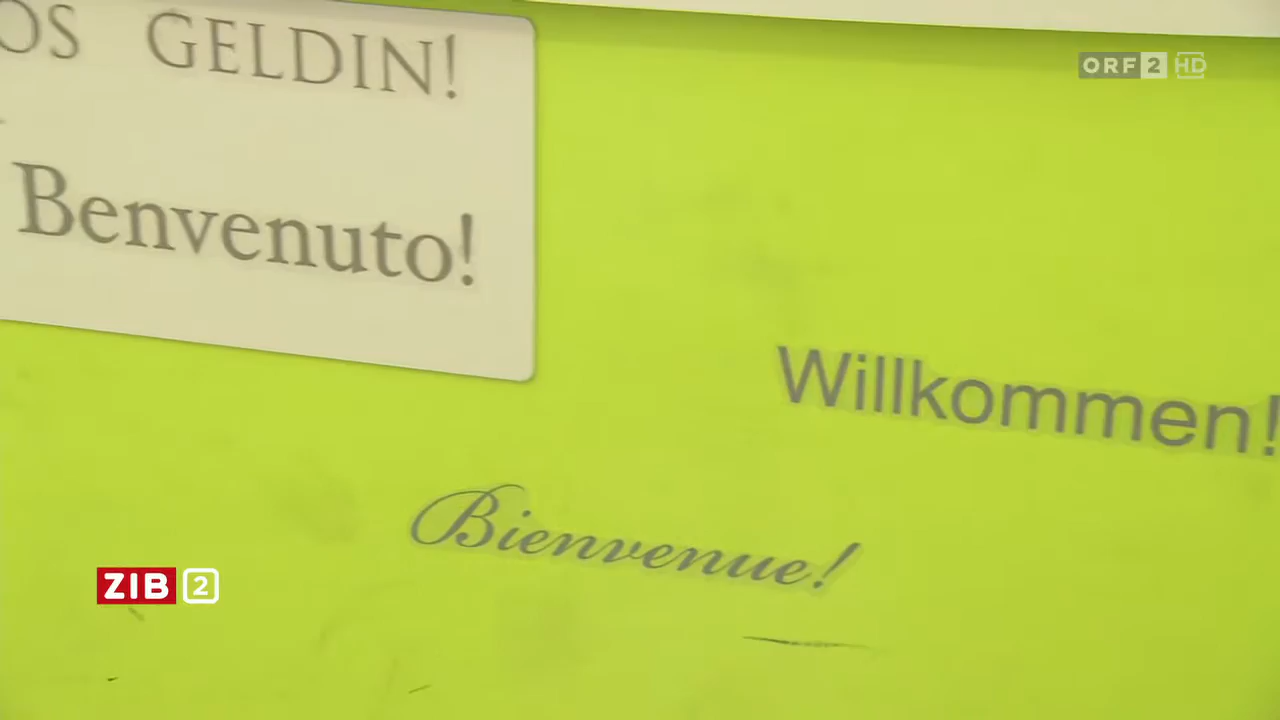 OS GELDIN!
ORF 2 HD
Benvenuto!
Willkommen!
Bienvenue!
ZIB 2